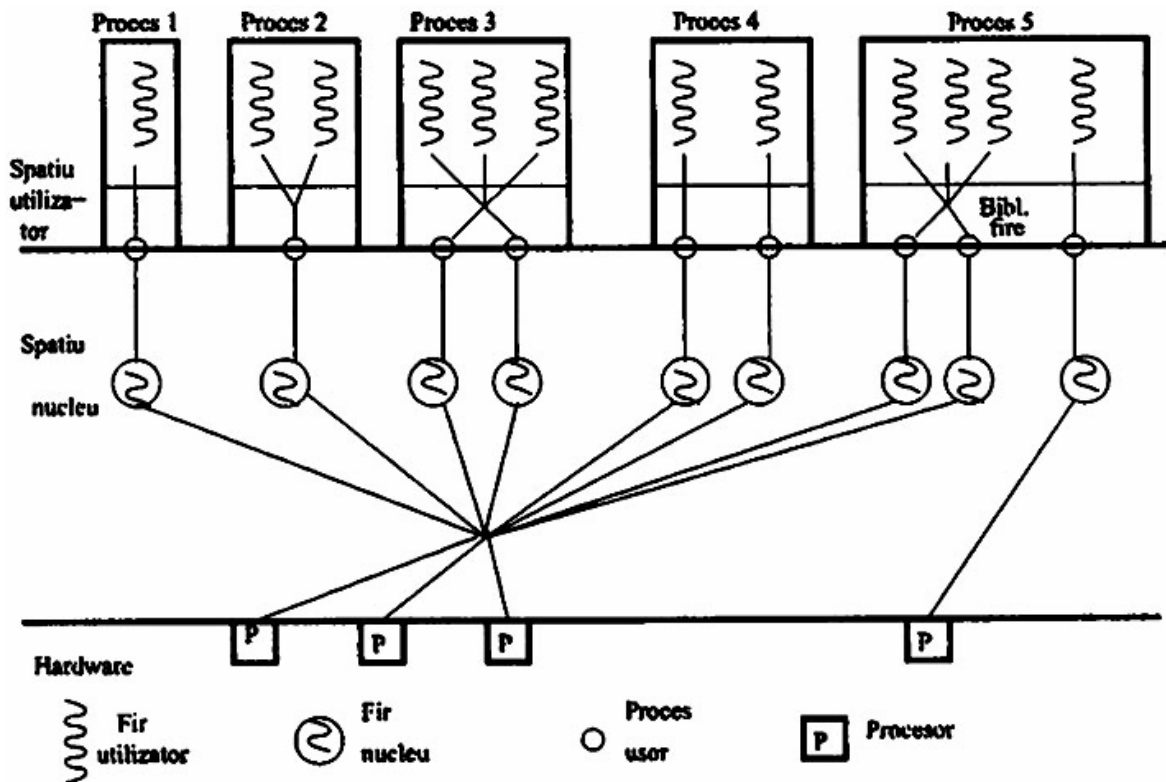 Proces 1
Proces 2
Proces 3
Proces 4
Proces 5
Spatiu
utiliza-
tor
Bibl.
fire
Spatiu
nucleu
P
P
P
P
Hardware
Fir
utilizator
Fir
nucleu
Proces
usor
P
Procesor